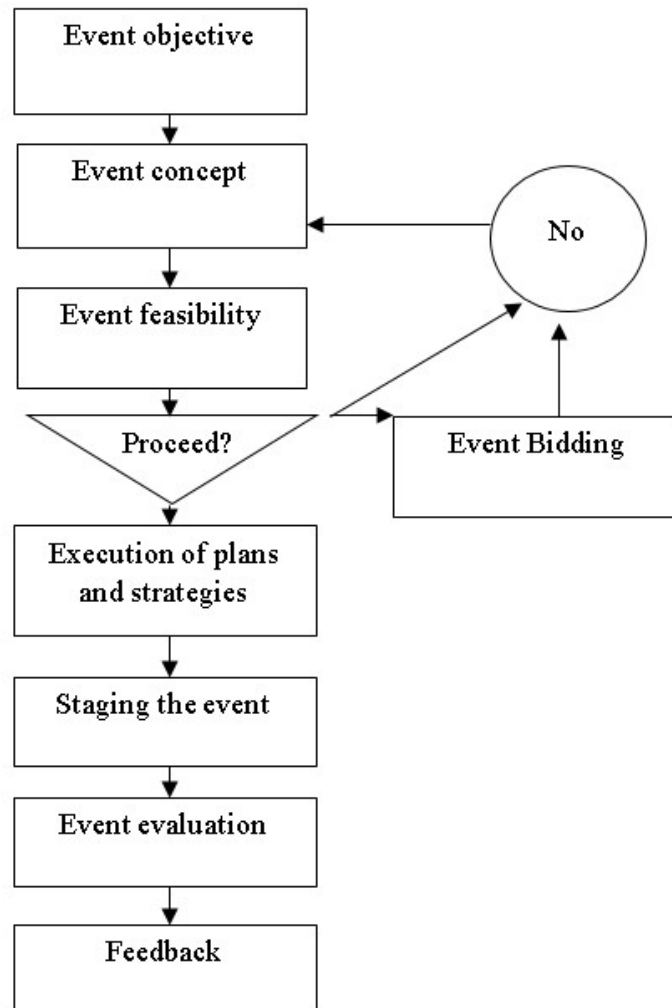 Event objective
Event concept
No
Event feasibility
Proceed?
Event Bidding
Execution of plans
and strategies
Staging the event
Event evaluation
Feedback